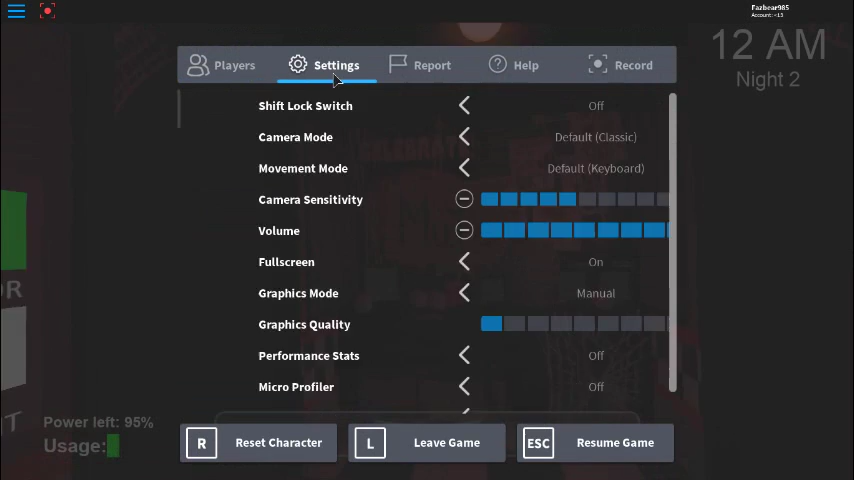 Fazbear985
Account: <13
12 AM
Night 2
Players
Settings
Report
Help
Record
Shift Lock Switch Off
Camera Mode Default (Classic)
Movement Mode Default (Keyboard)
Camera Sensitivity
Volume
Fullscreen On
Graphics Mode Manual
Graphics Quality
Performance Stats Off
Micro Profiler Off
CELEBRATE
OR
T
Power left: 95%
Usage:
R Reset Character
L Leave Game
ESC Resume Game